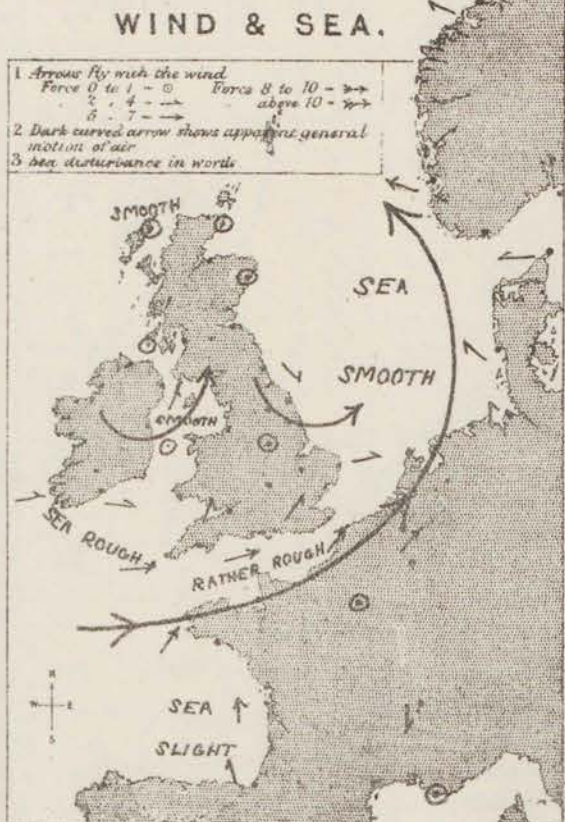 WIND & SEA.
1 Arrows fly with the wind
Force 0 to 1 - ⊙ Force 8 to 10 -
2 , 4 - above 10 -
5 , 7 -
2 Dark curved arrow shows apparent general
motion of air
3 Sea disturbance in words
SMOOTH
SEA
SMOOTH
SMOOTH
SEA ROUGH
RATHER ROUGH
N
W E
S
SEA
SLIGHT